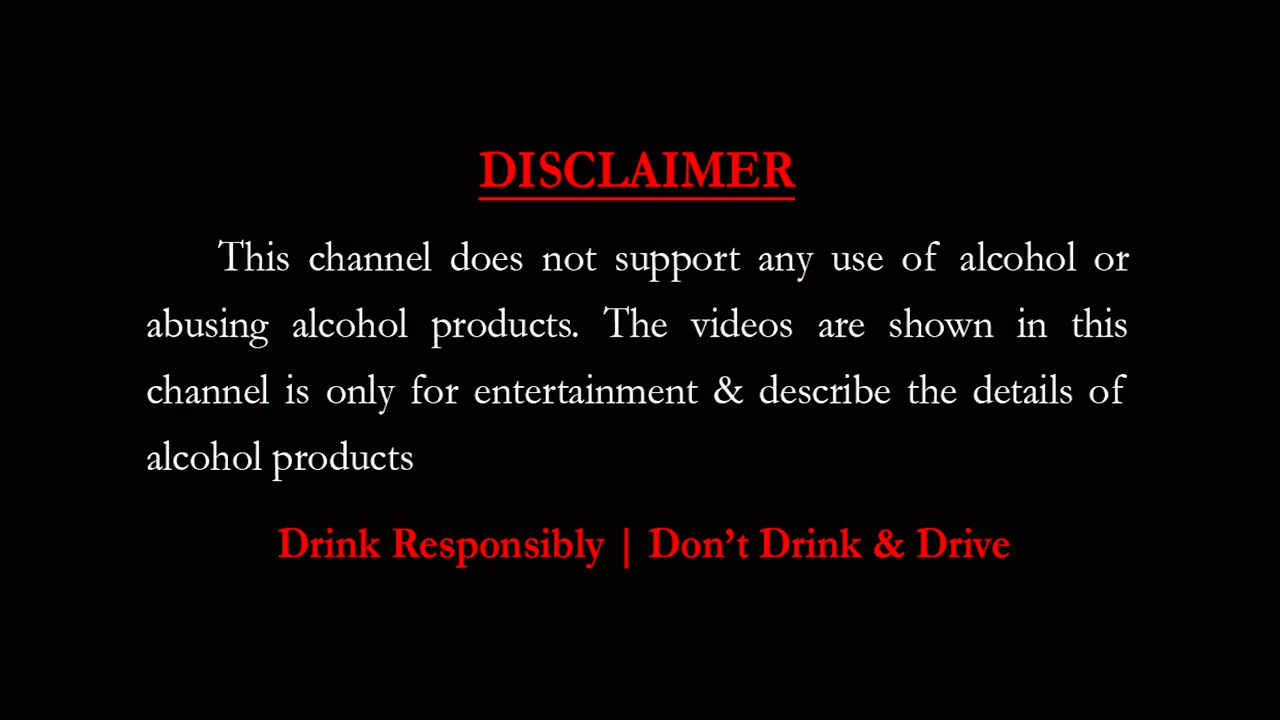 DISCLAIMER
This channel does not support any use of alcohol or
abusing alcohol products. The videos are shown in this
channel is only for entertainment & describe the details of
alcohol products
Drink Responsibly | Don’t Drink & Drive